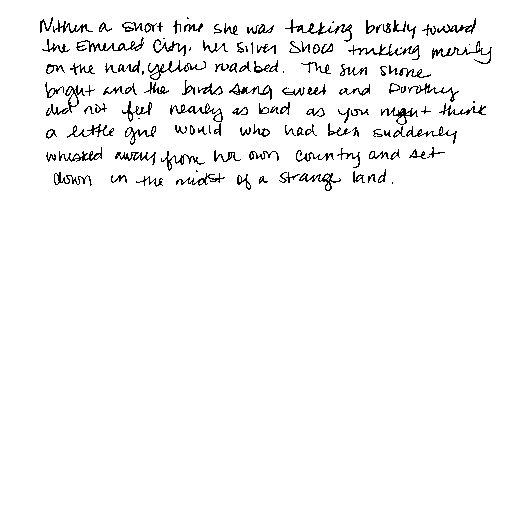 Within a short time she was talking briskly toward
the Emerald City, her Silver Shoes tinkling merrily
on the hard, yellow roadbed. The sun shone
bright and the birds sang sweet and Dorothy
did not feel nearly as bad as you might think
a little girl would who had been suddenly
whisked away from her own country and set
down in the midst of a strange land.